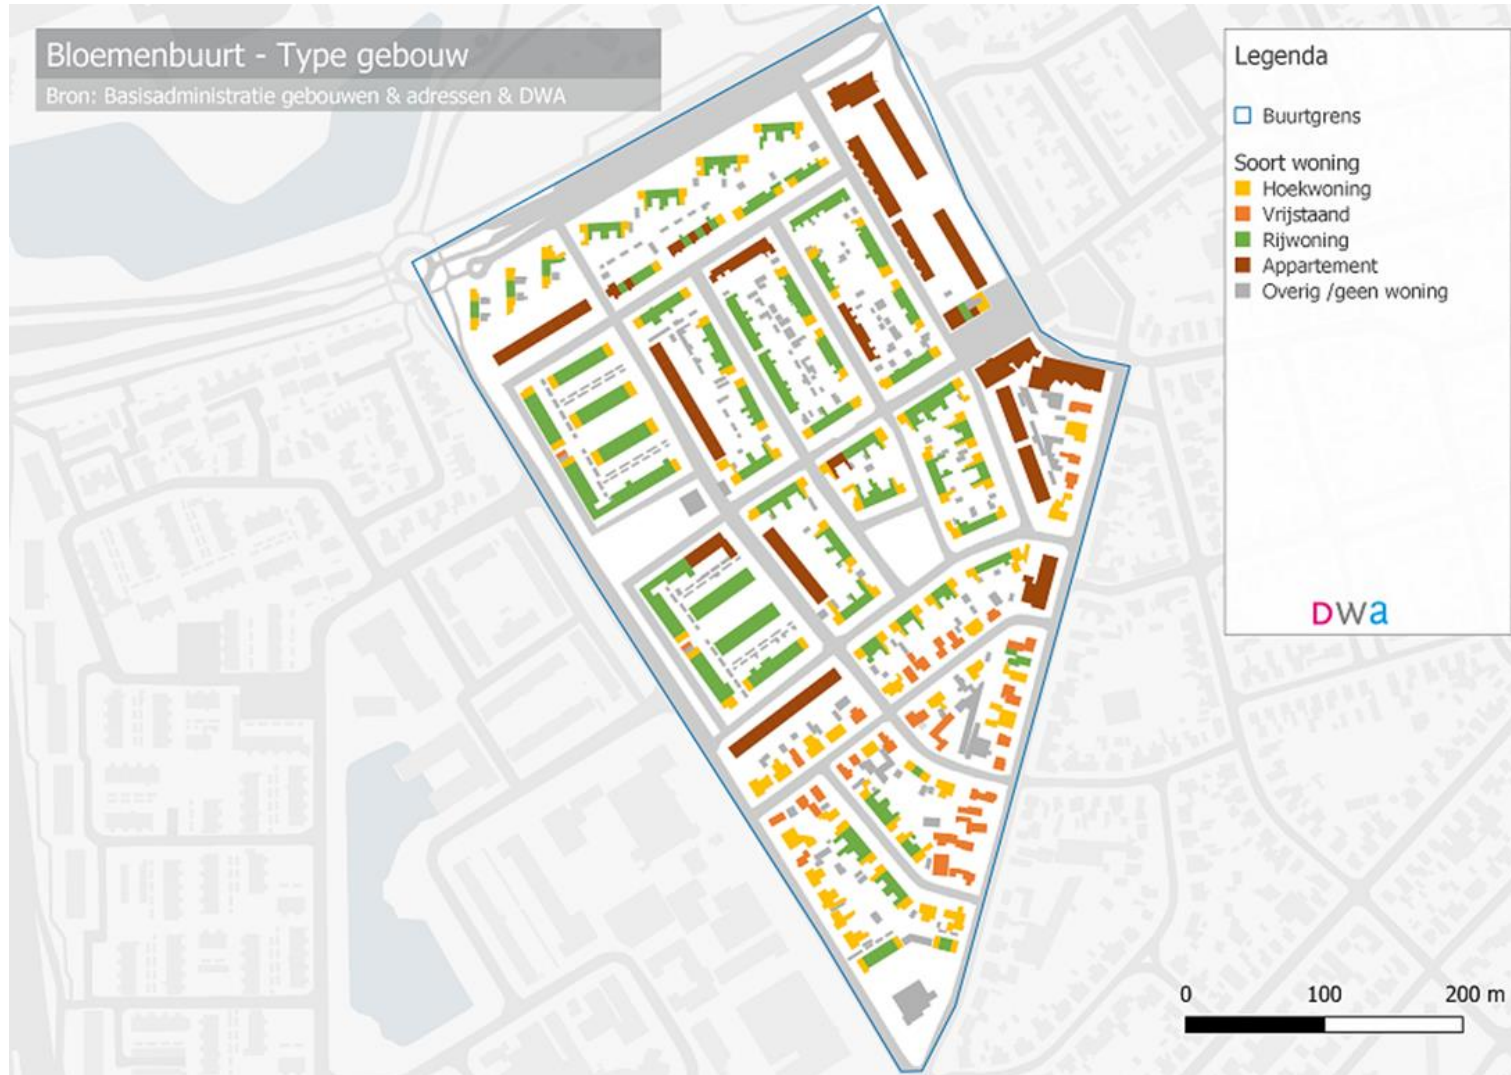 Bloemenbuurt - Type gebouw
Bron: Basisadministratie gebouwen & adressen & DWA
Legenda
Buurtgrens
Soort woning
Hoekwoning
Vrijstaand
Rijwoning
Appartement
Overig /geen woning
DWa
0 100 200 m